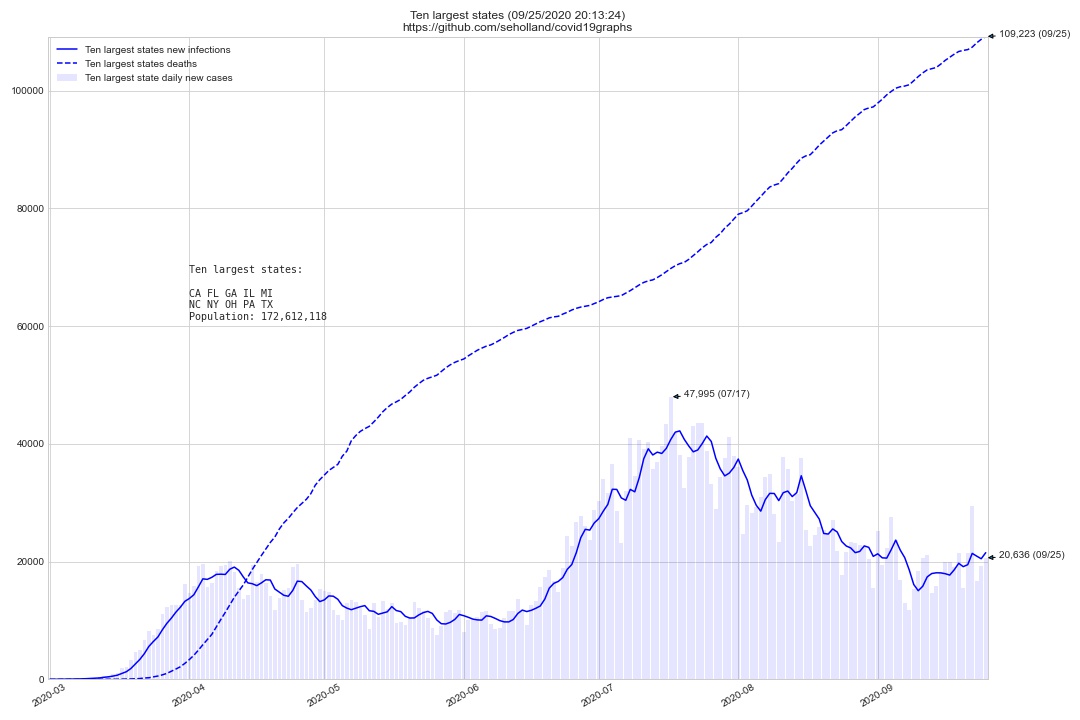 Ten largest states (09/25/2020 20:13:24)
https://github.com/seholland/covid19graphs
Ten largest states new infections
Ten largest states deaths
Ten largest state daily new cases
109,223 (09/25)
100000
80000
60000
40000
20000
0
Ten largest states:
CA FL GA IL MI
NC NY OH PA TX
Population: 172,612,118
47,995 (07/17)
20,636 (09/25)
2020-03
2020-04
2020-05
2020-06
2020-07
2020-08
2020-09